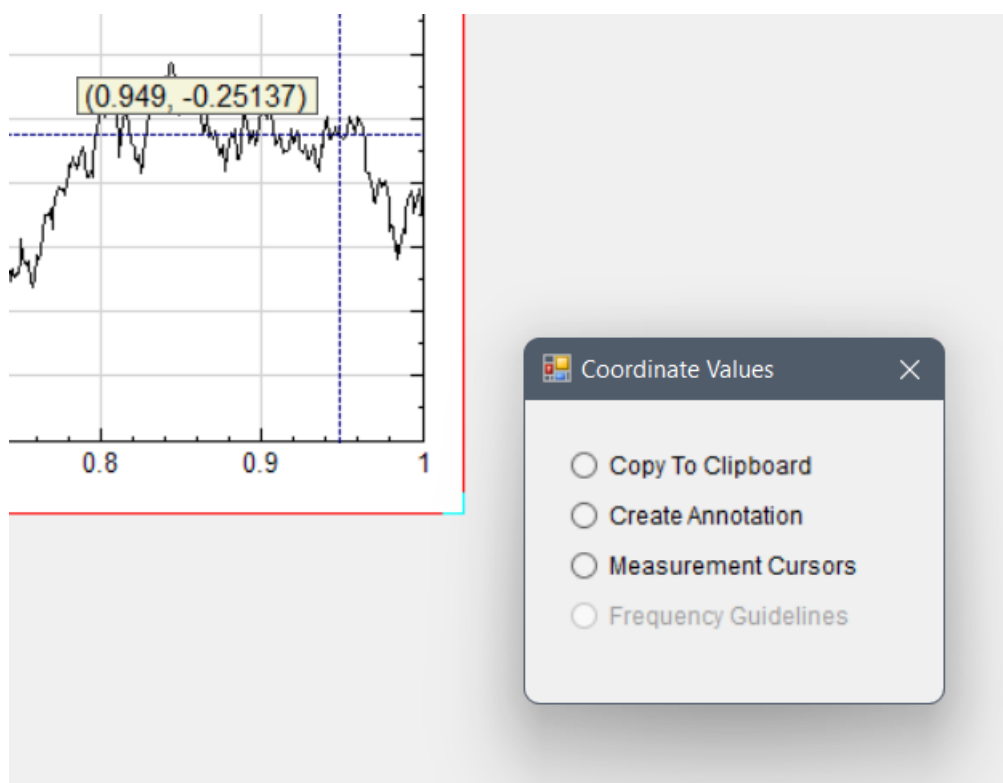 (0.949, -0.25137)
0.8
0.9
1
Coordinate Values
Copy To Clipboard
Create Annotation
Measurement Cursors
Frequency Guidelines